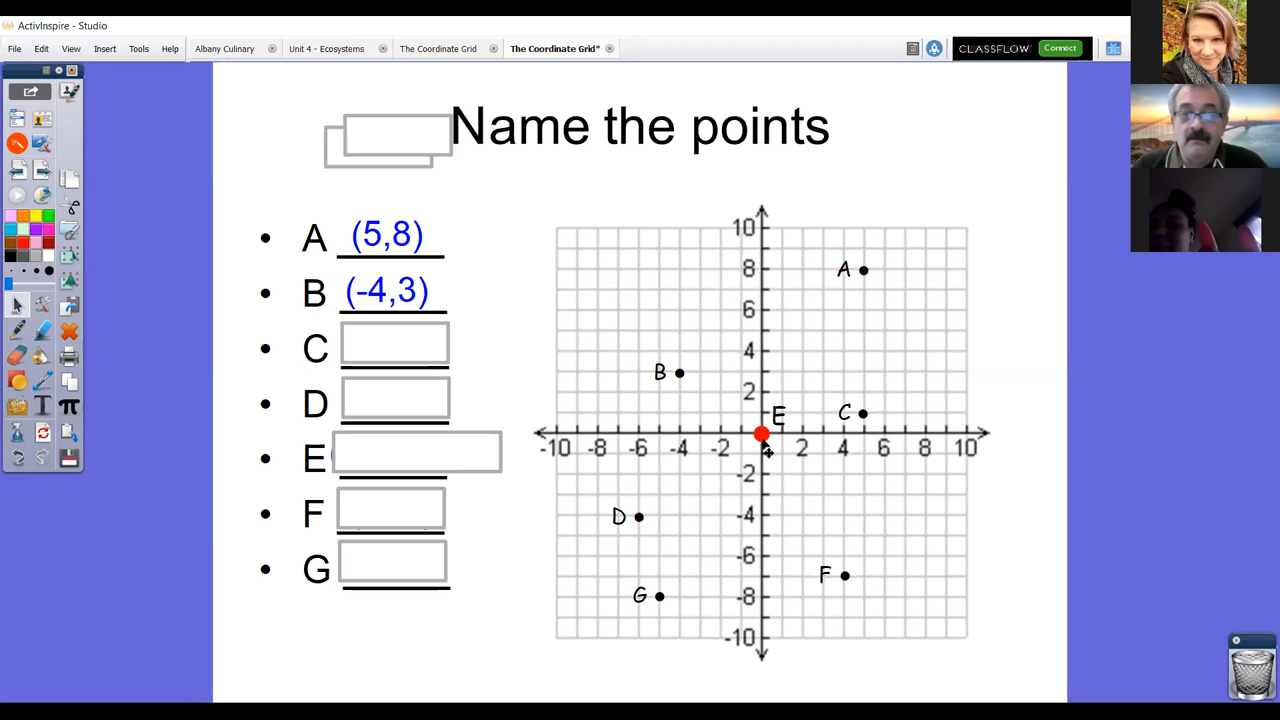 ActivInspire - Studio
File Edit View Insert Tools Help
Albany Culinary Unit 4 - Ecosystems The Coordinate Grid The Coordinate Grid*
CLASSFLOW Connect
Name the points
• A (5,8)
• B (-4,3)
• C
• D
• E
• F
• G
10
8
6
4
2
-10 -8 -6 -4 -2 2 4 6 8 10
-2
-4
-6
-8
-10
A
B
C
E
D
F
G